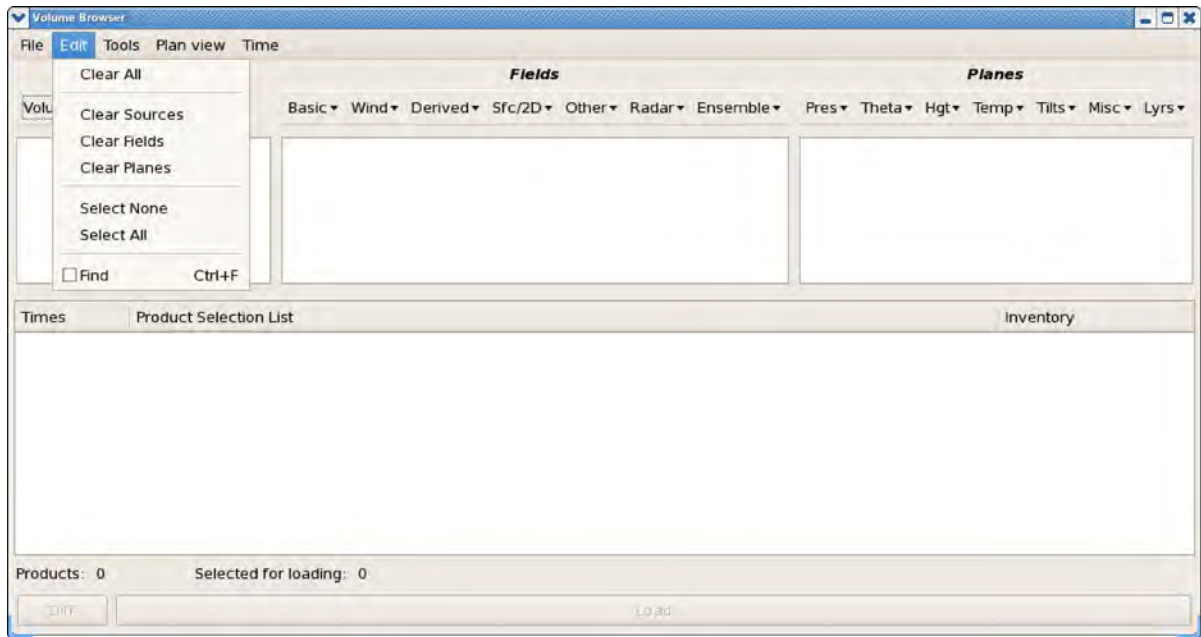 Volume Browser
File Edit Tools Plan view Time
Clear All
Clear Sources
Clear Fields
Clear Planes
Select None
Select All
Find Ctrl+F
Fields
Planes
Volu
Basic Wind Derived Sfc/2D Other Radar Ensemble
Pres Theta Hgt Temp Tilts Misc Lyrs
Times Product Selection List Inventory
Products: 0 Selected for loading: 0
Diff Load